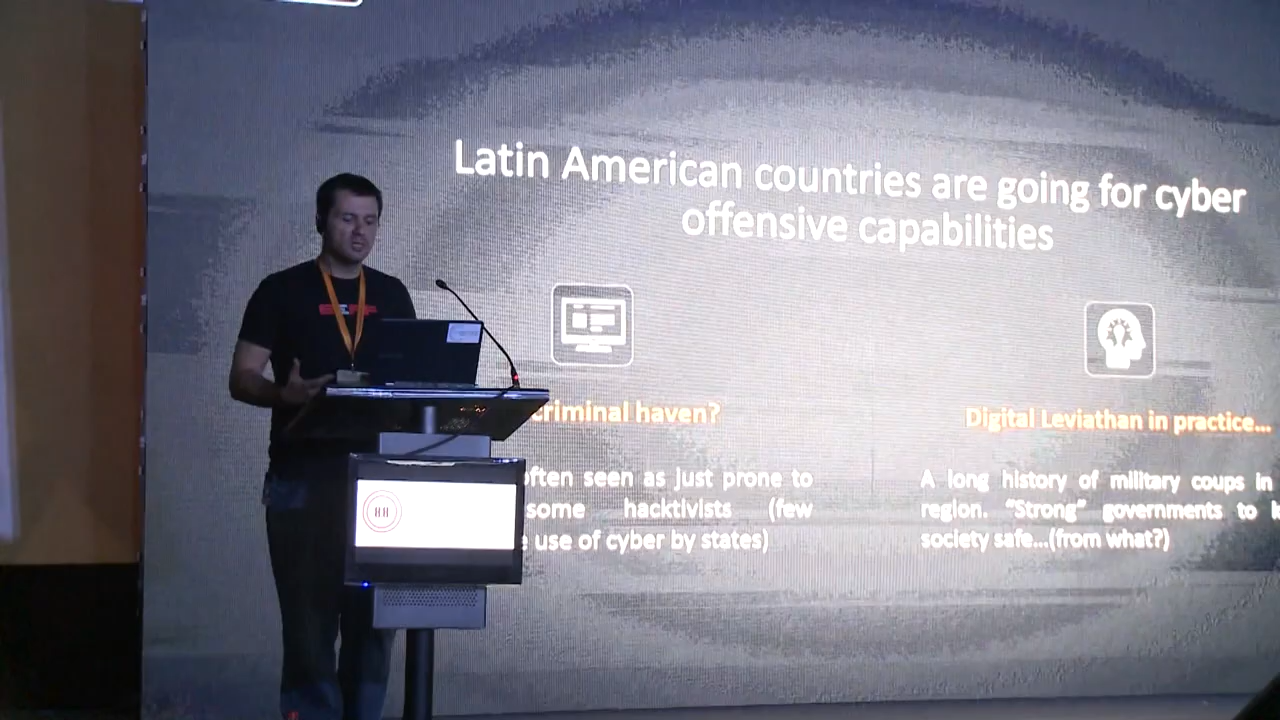 Latin American countries are going for cyber
offensive capabilities
criminal haven?
often seen as just prone to
some hacktivists (few
use of cyber by states)
Digital Leviathan in practice...
A long history of military coups in
region. “Strong” governments to
society safe...(from what?)